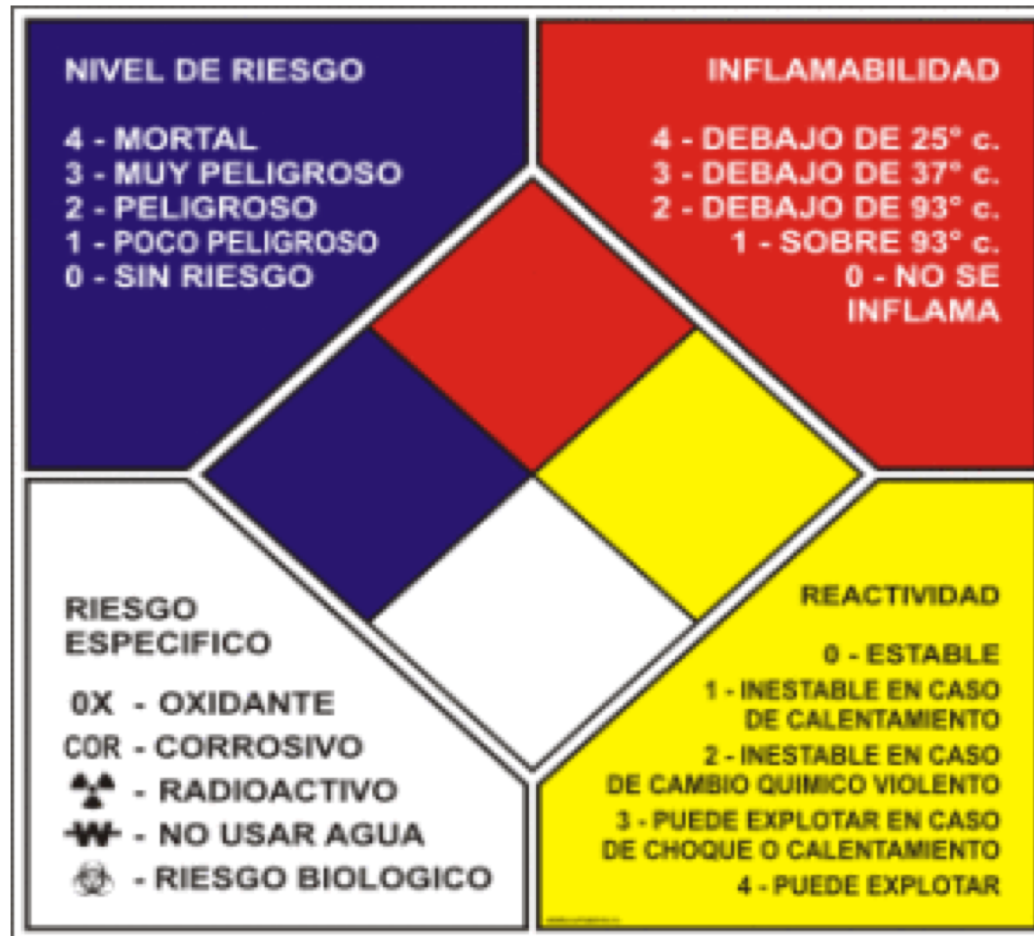 NIVEL DE RIESGO
4 - MORTAL
3 - MUY PELIGROSO
2 - PELIGROSO
1 - POCO PELIGROSO
0 - SIN RIESGO
INFLAMABILIDAD
4 - DEBAJO DE 25° c.
3 - DEBAJO DE 37° c.
2 - DEBAJO DE 93° c.
1 - SOBRE 93° c.
0 - NO SE
INFLAMA
RIESGO
ESPECIFICO
0X - OXIDANTE
COR - CORROSIVO
- RADIOACTIVO
W - NO USAR AGUA
- RIESGO BIOLOGICO
REACTIVIDAD
0 - ESTABLE
1 - INESTABLE EN CASO
DE CALENTAMIENTO
2 - INESTABLE EN CASO
DE CAMBIO QUIMICO VIOLENTO
3 - PUEDE EXPLOTAR EN CASO
DE CHOQUE O CALENTAMIENTO
4 - PUEDE EXPLOTAR